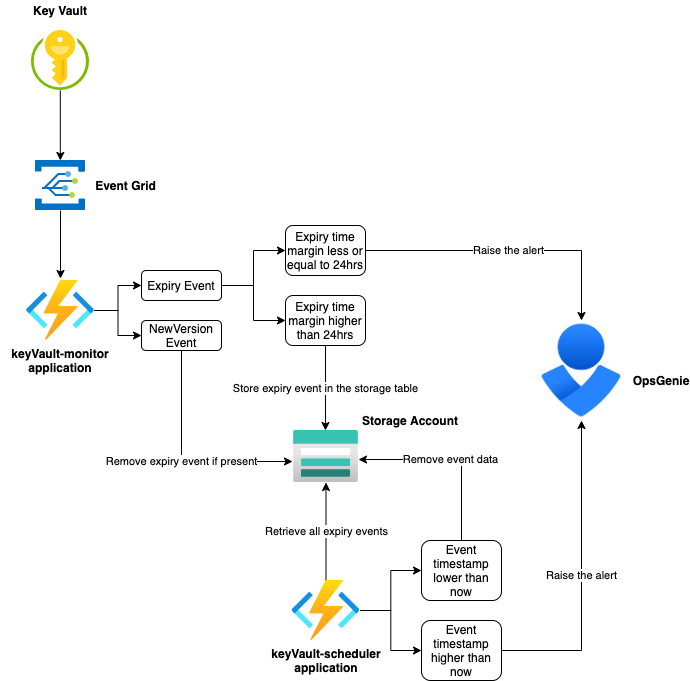 Key Vault
Event Grid
Expiry time
margin less or
equal to 24hrs
Raise the alert
Expiry Event
Expiry time
margin higher
than 24hrs
NewVersion
Event
keyVault-monitor
application
OpsGenie
Store expiry event in the storage table
Storage Account
Remove expiry event if present
Remove event data
Retrieve all expiry events
Event
timestamp
lower than
now
Raise the alert
keyVault-scheduler
application
Event
timestamp
higher than
now